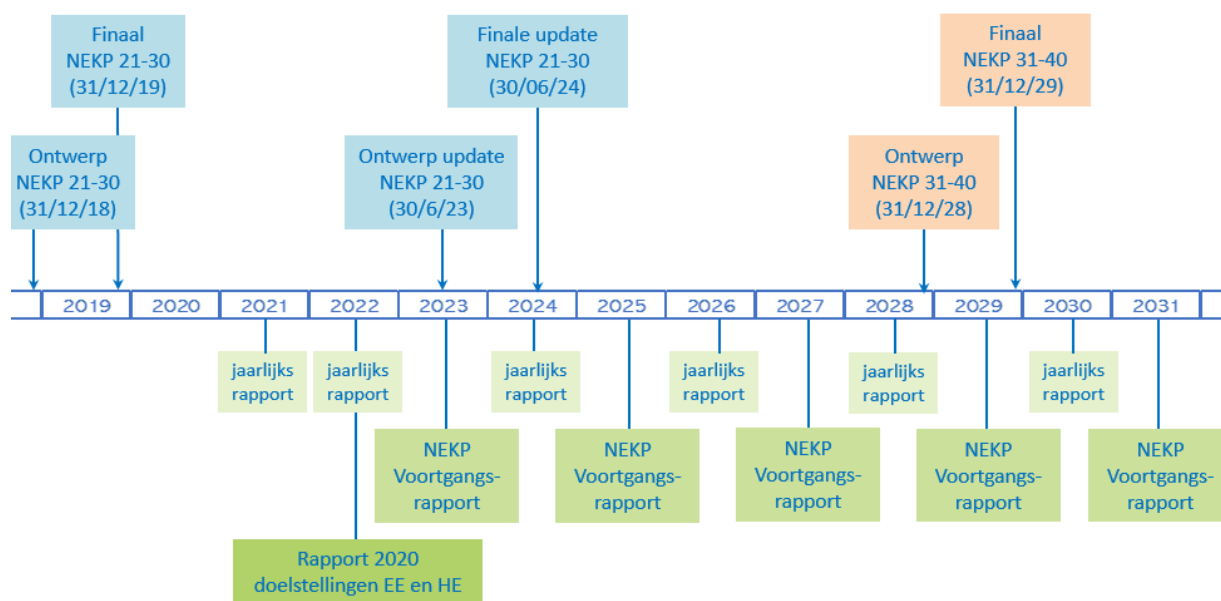 Finaal
NEKP 21-30
(31/12/19)
Finale update
NEKP 21-30
(30/06/24)
Finaal
NEKP 31-40
(31/12/29)
Ontwerp
NEKP 21-30
(31/12/18)
Ontwerp update
NEKP 21-30
(30/6/23)
Ontwerp
NEKP 31-40
(31/12/28)
2019 2020 2021 2022 2023 2024 2025 2026 2027 2028 2029 2030 2031
jaarlijks
rapport
jaarlijks
rapport
jaarlijks
rapport
jaarlijks
rapport
jaarlijks
rapport
jaarlijks
rapport
NEKP
Voortgangs-
rapport
NEKP
Voortgangs-
rapport
NEKP
Voortgangs-
rapport
NEKP
Voortgangs-
rapport
NEKP
Voortgangs-
rapport
Rapport 2020
doelstellingen EE en HE